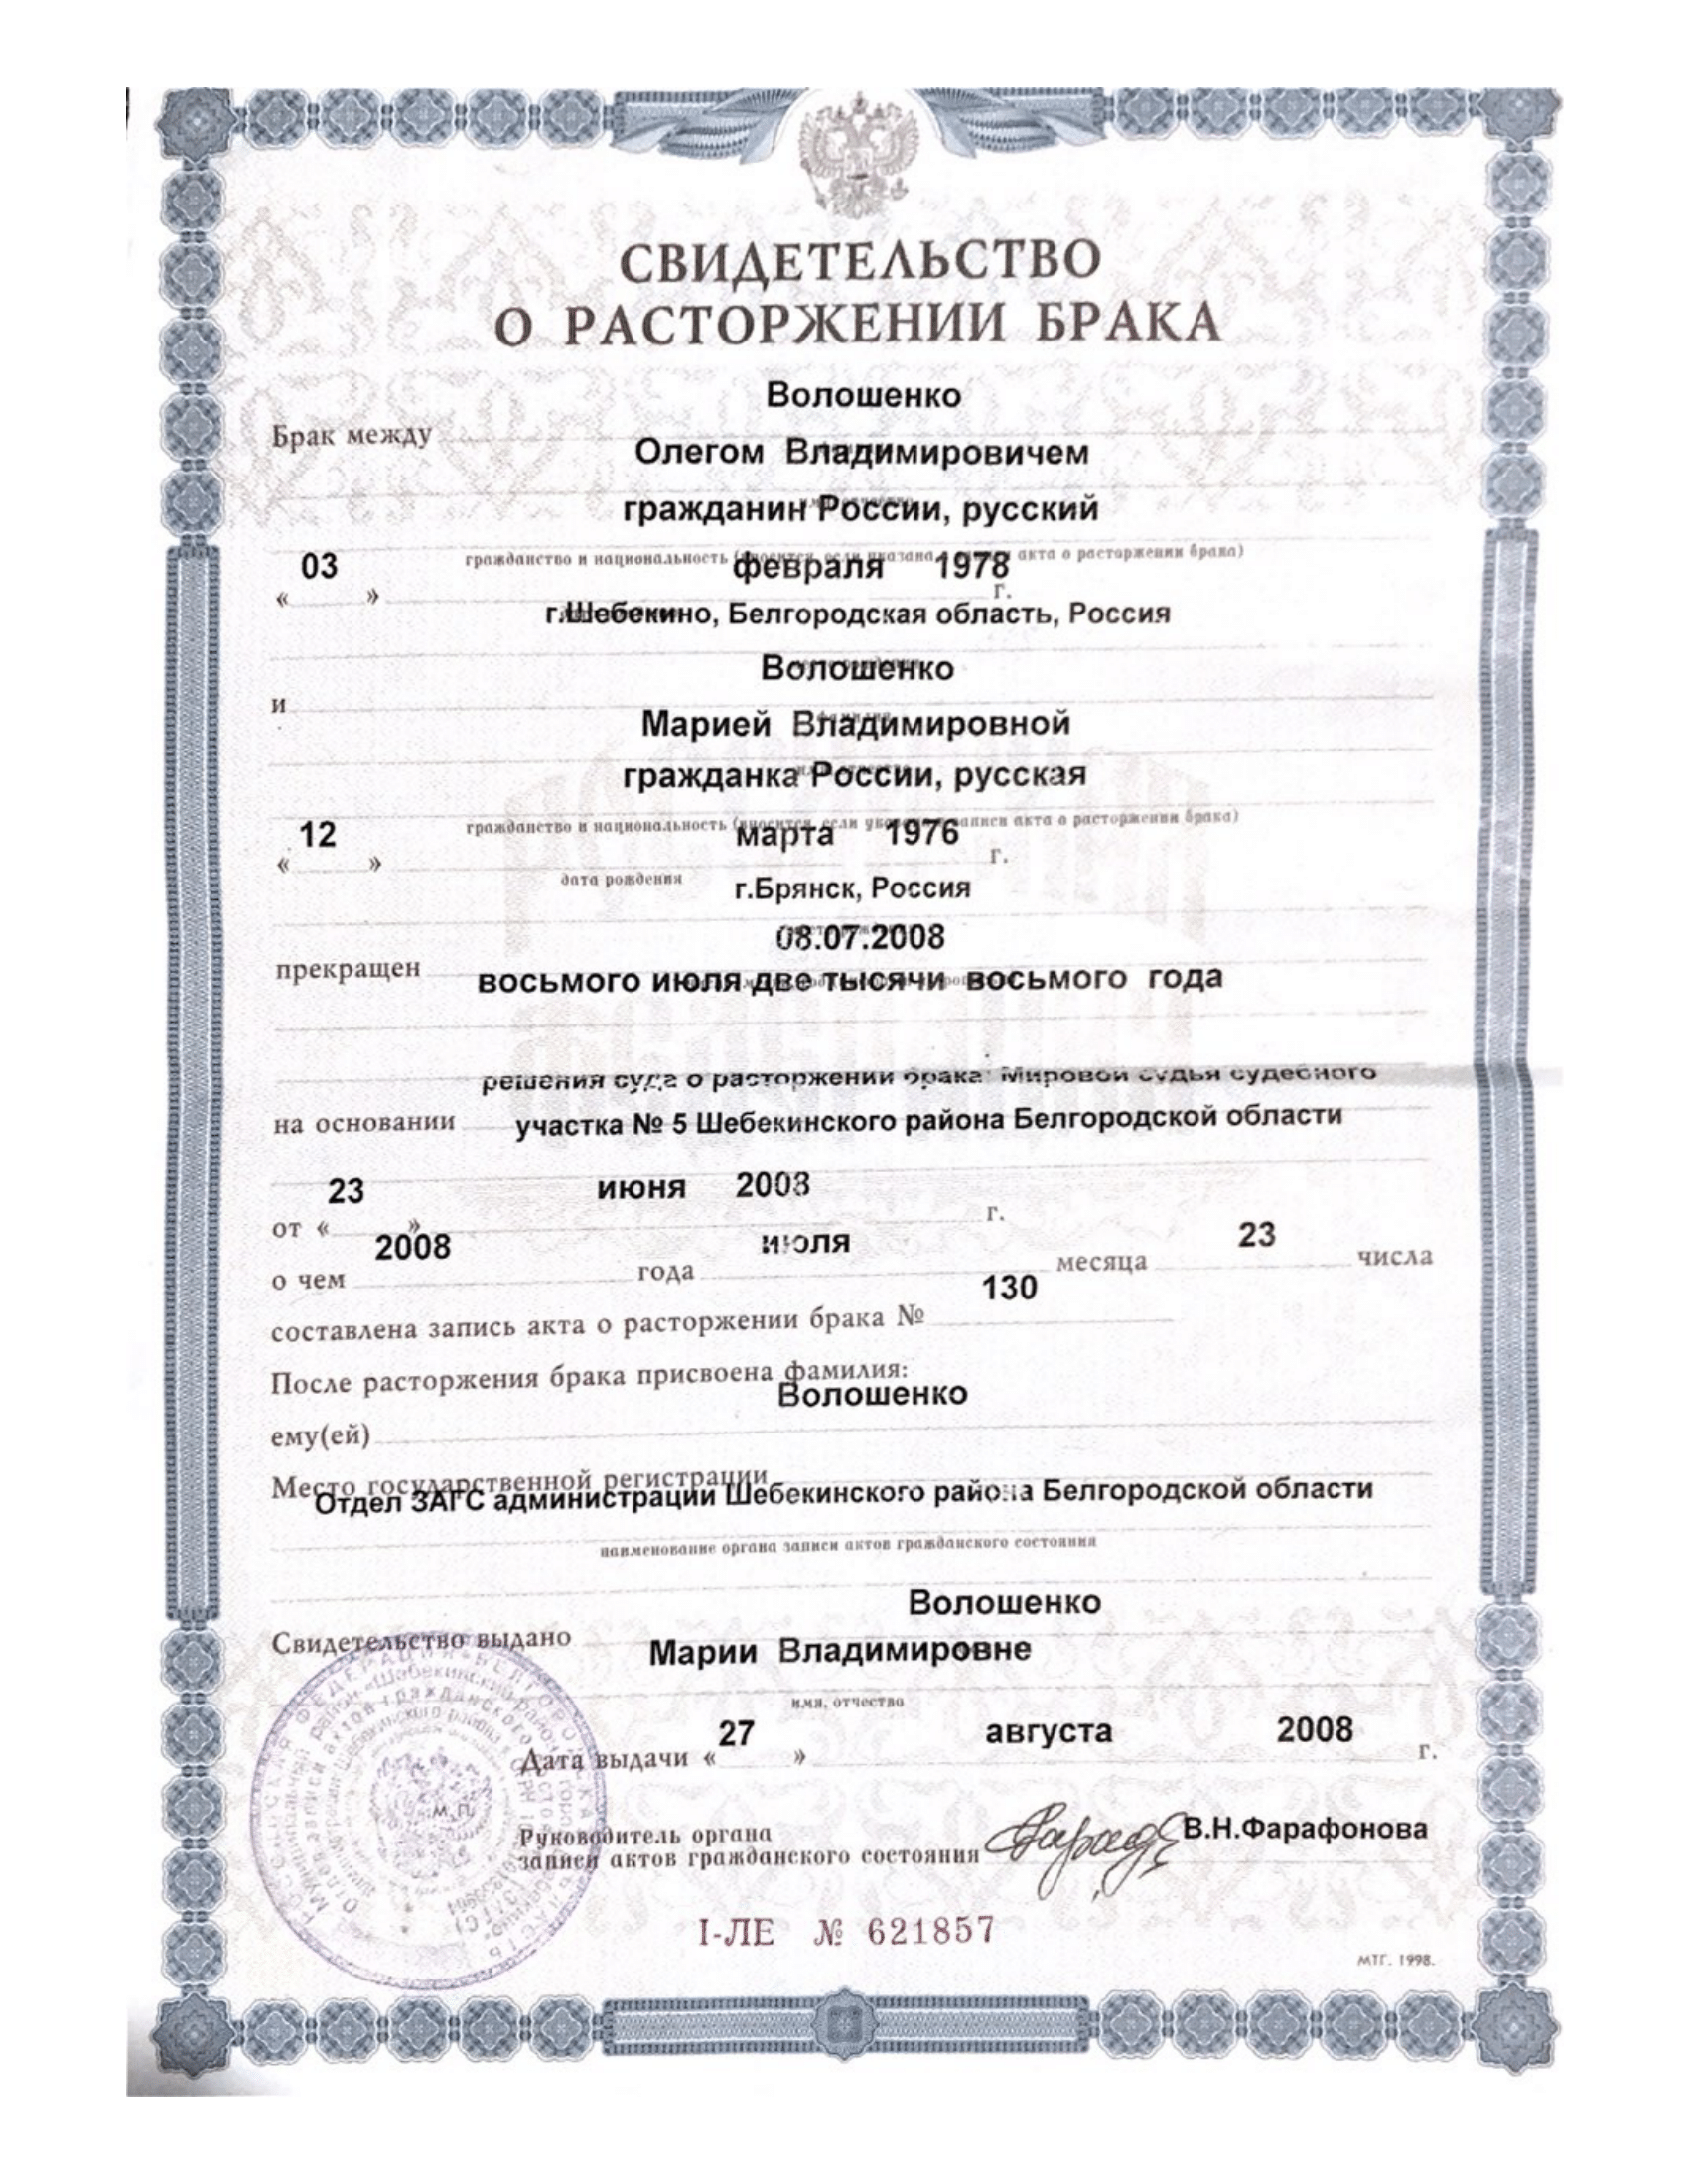 СВИДЕТЕЛЬСТВО
О РАСТОРЖЕНИИ БРАКА
Волошенко
Брак между
Олегом Владимировичем
гражданин России, русский
гражданство и национальность (вносится, если указана в записи акта о расторжении брака)
« 03 » февраля 1978 г.
г.Шебекино, Белгородская область, Россия
Волошенко
и
Марией Владимировной
гражданка России, русская
гражданство и национальность (вносится, если указана в записи акта о расторжении брака)
« 12 » марта 1976 г.
дата рождения
г.Брянск, Россия
08.07.2008
прекращен
восьмого июля две тысячи восьмого года
решения суда о расторжении брака Мировой судья судебного
на основании участка № 5 Шебекинского района Белгородской области
от « 23 » июня 2008 г.
о чем 2008 года июля месяца 23 числа
составлена запись акта о расторжении брака № 130
После расторжения брака присвоена фамилия:
Волошенко
ему(ей)
Место государственной регистрации
Отдел ЗАГС администрации Шебекинского района Белгородской области
наименование органа записи актов гражданского состояния
Волошенко
Свидетельство выдано
Марии Владимировне
имя, отчество
Дата выдачи « 27 » августа 2008 г.
М.П.
Руководитель органа
записи актов гражданского состояния В.Н.Фарафонова
I-ЛЕ № 621857
МТГ. 1998.